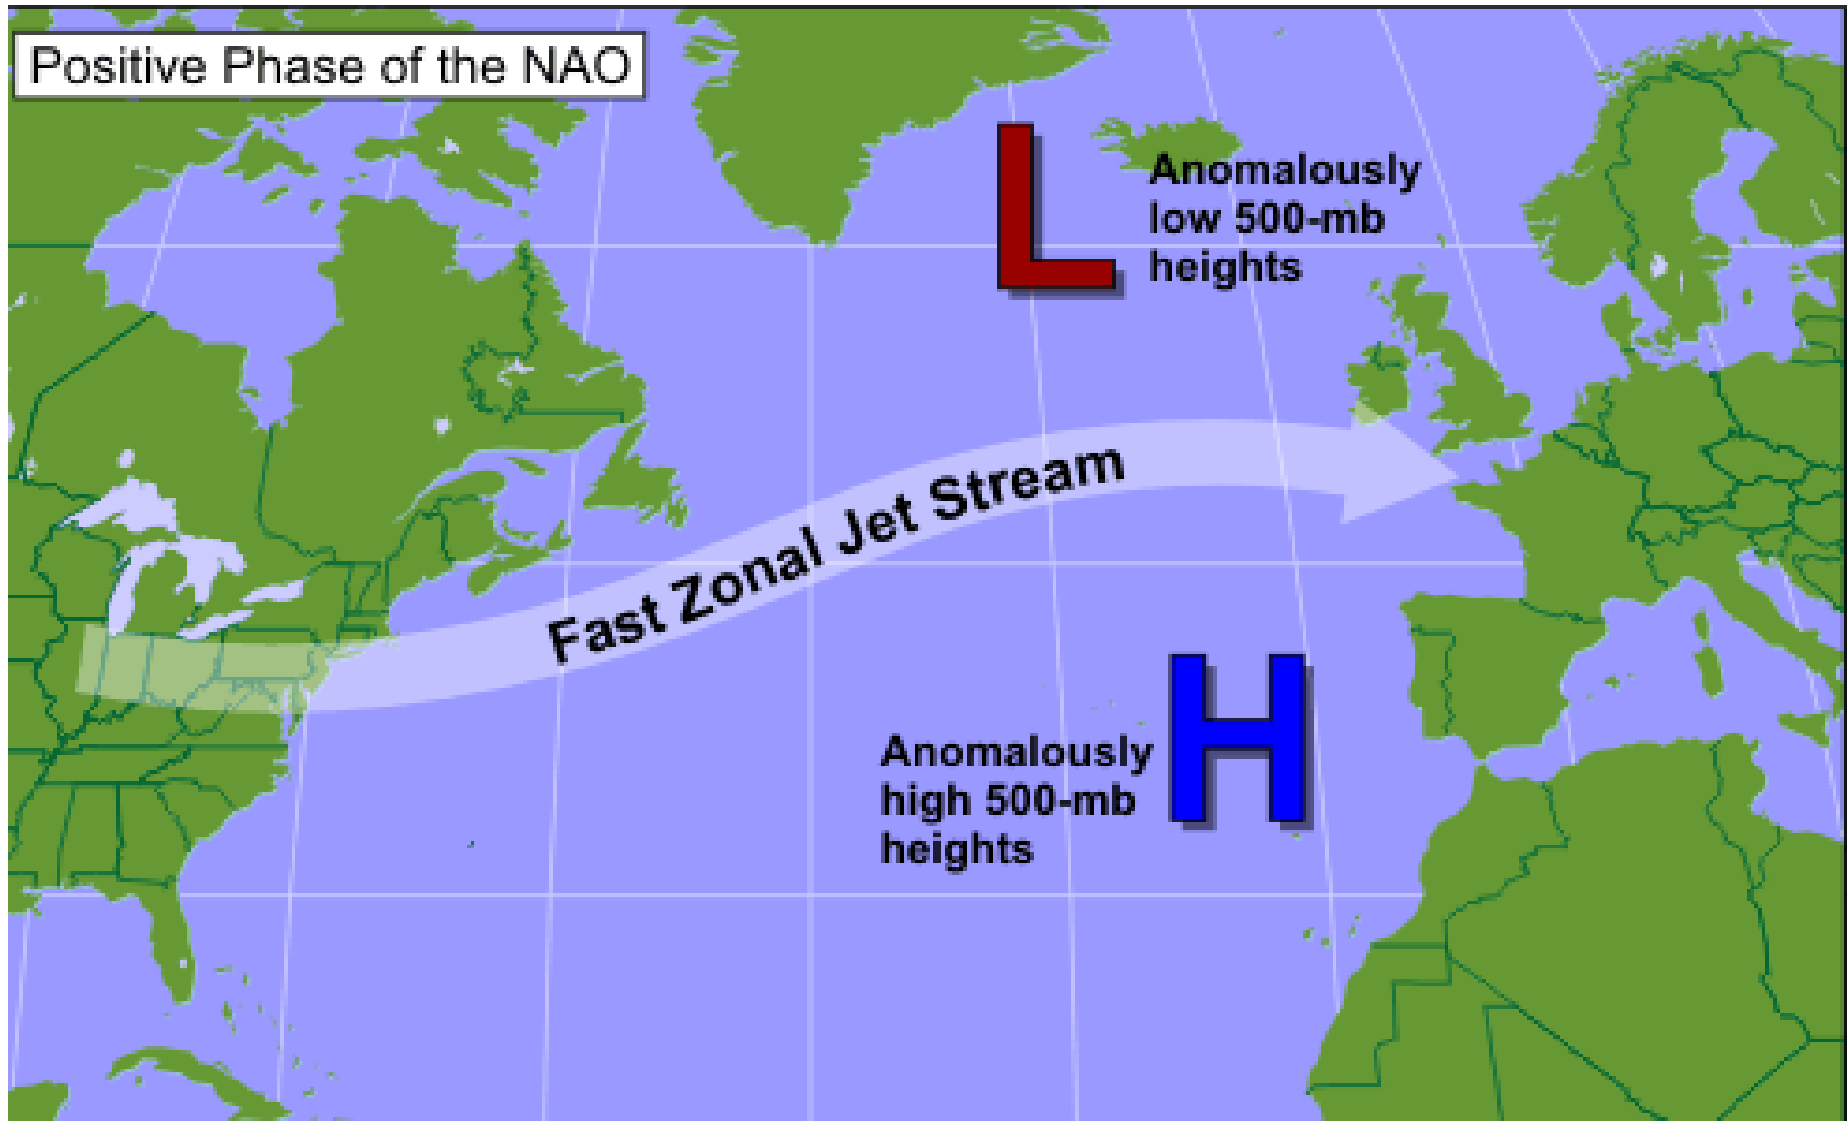 Positive Phase of the NAO
L
Anomalously
low 500-mb
heights
Fast Zonal Jet Stream
H
Anomalously
high 500-mb
heights